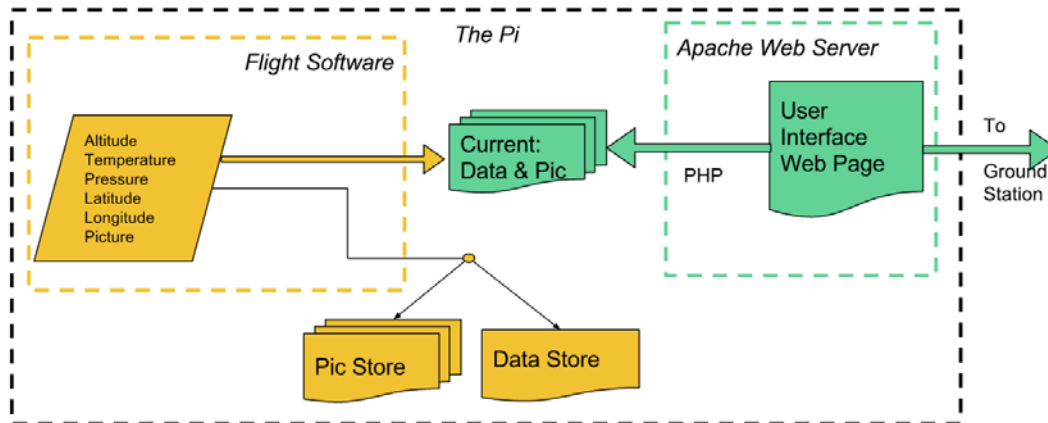 The Pi
Flight Software
Apache Web Server
Altitude
Temperature
Pressure
Latitude
Longitude
Picture
Current:
Data & Pic
PHP
User
Interface
Web Page
To
Ground
Station
Pic Store
Data Store